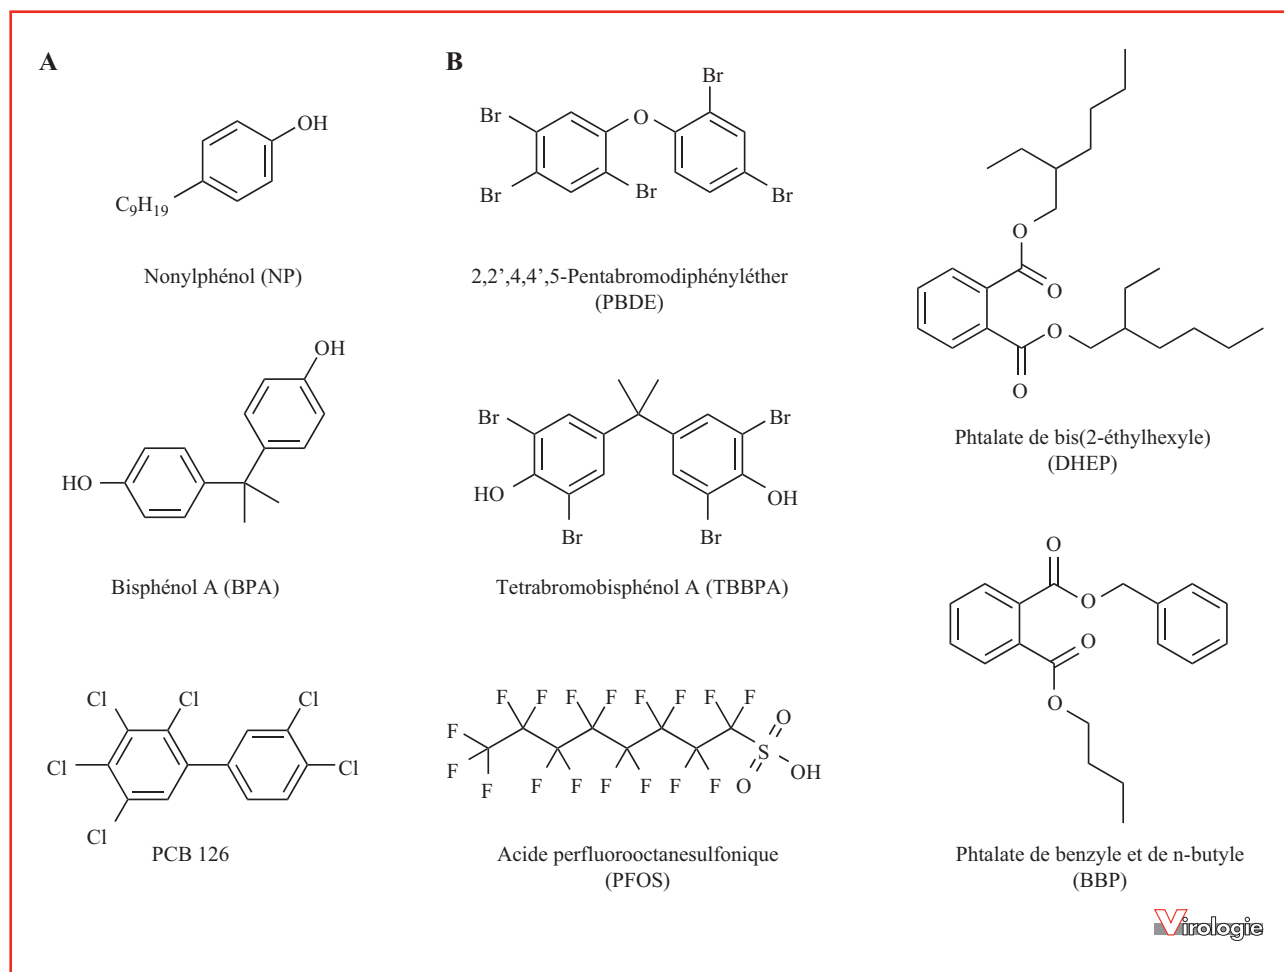 A
B
OH
C9H19
Nonylphénol (NP)
Br
Br
O
Br
Br
Br
2,2’,4,4’,5-Pentabromodiphényléther
(PBDE)
O
O
O
O
Phtalate de bis(2-éthylhexyle)
(DHEP)
OH
HO
Bisphénol A (BPA)
Br
Br
HO
OH
Br
Br
Tetrabromobisphénol A (TBBPA)
O
O
O
O
Phtalate de benzyle et de n-butyle
(BBP)
Cl
Cl
Cl
Cl
Cl
Cl
PCB 126
F F F F F F F F
F
F
F
F F F F F F
O
S
O
OH
Acide perfluorooctanesulfonique
(PFOS)
Virologie